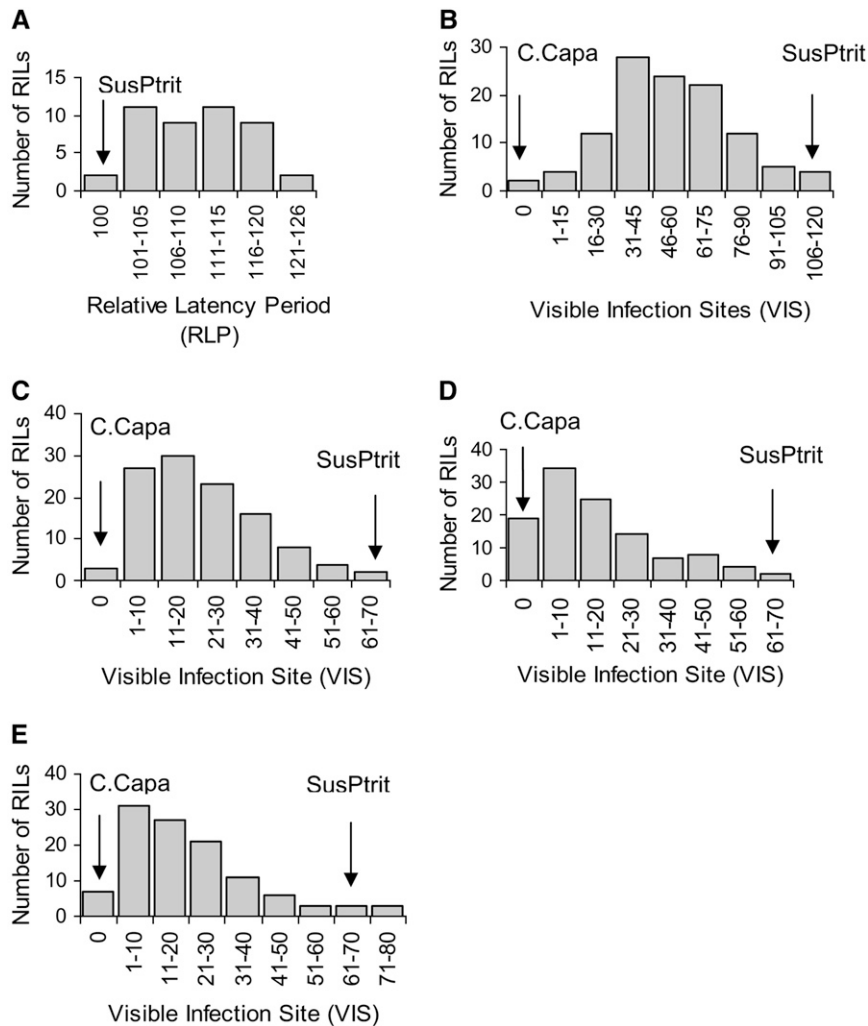 A
Number of RILs
15
10
5
0
SusPtrit
100
101-105
106-110
111-115
116-120
121-126
Relative Latency Period
(RLP)
B
Number of RILs
30
20
10
0
C.Capa
SusPtrit
0
1-15
16-30
31-45
46-60
61-75
76-90
91-105
106-120
Visible Infection Sites (VIS)
C
Number of RILs
40
30
20
10
0
C.Capa
SusPtrit
0
1-10
11-20
21-30
31-40
41-50
51-60
61-70
Visible Infection Site (VIS)
D
Number of RILs
40
30
20
10
0
C.Capa
SusPtrit
0
1-10
11-20
21-30
31-40
41-50
51-60
61-70
Visible Infection Site (VIS)
E
Number of RILs
40
30
20
10
0
C.Capa
SusPtrit
0
1-10
11-20
21-30
31-40
41-50
51-60
61-70
71-80
Visible Infection Site (VIS)